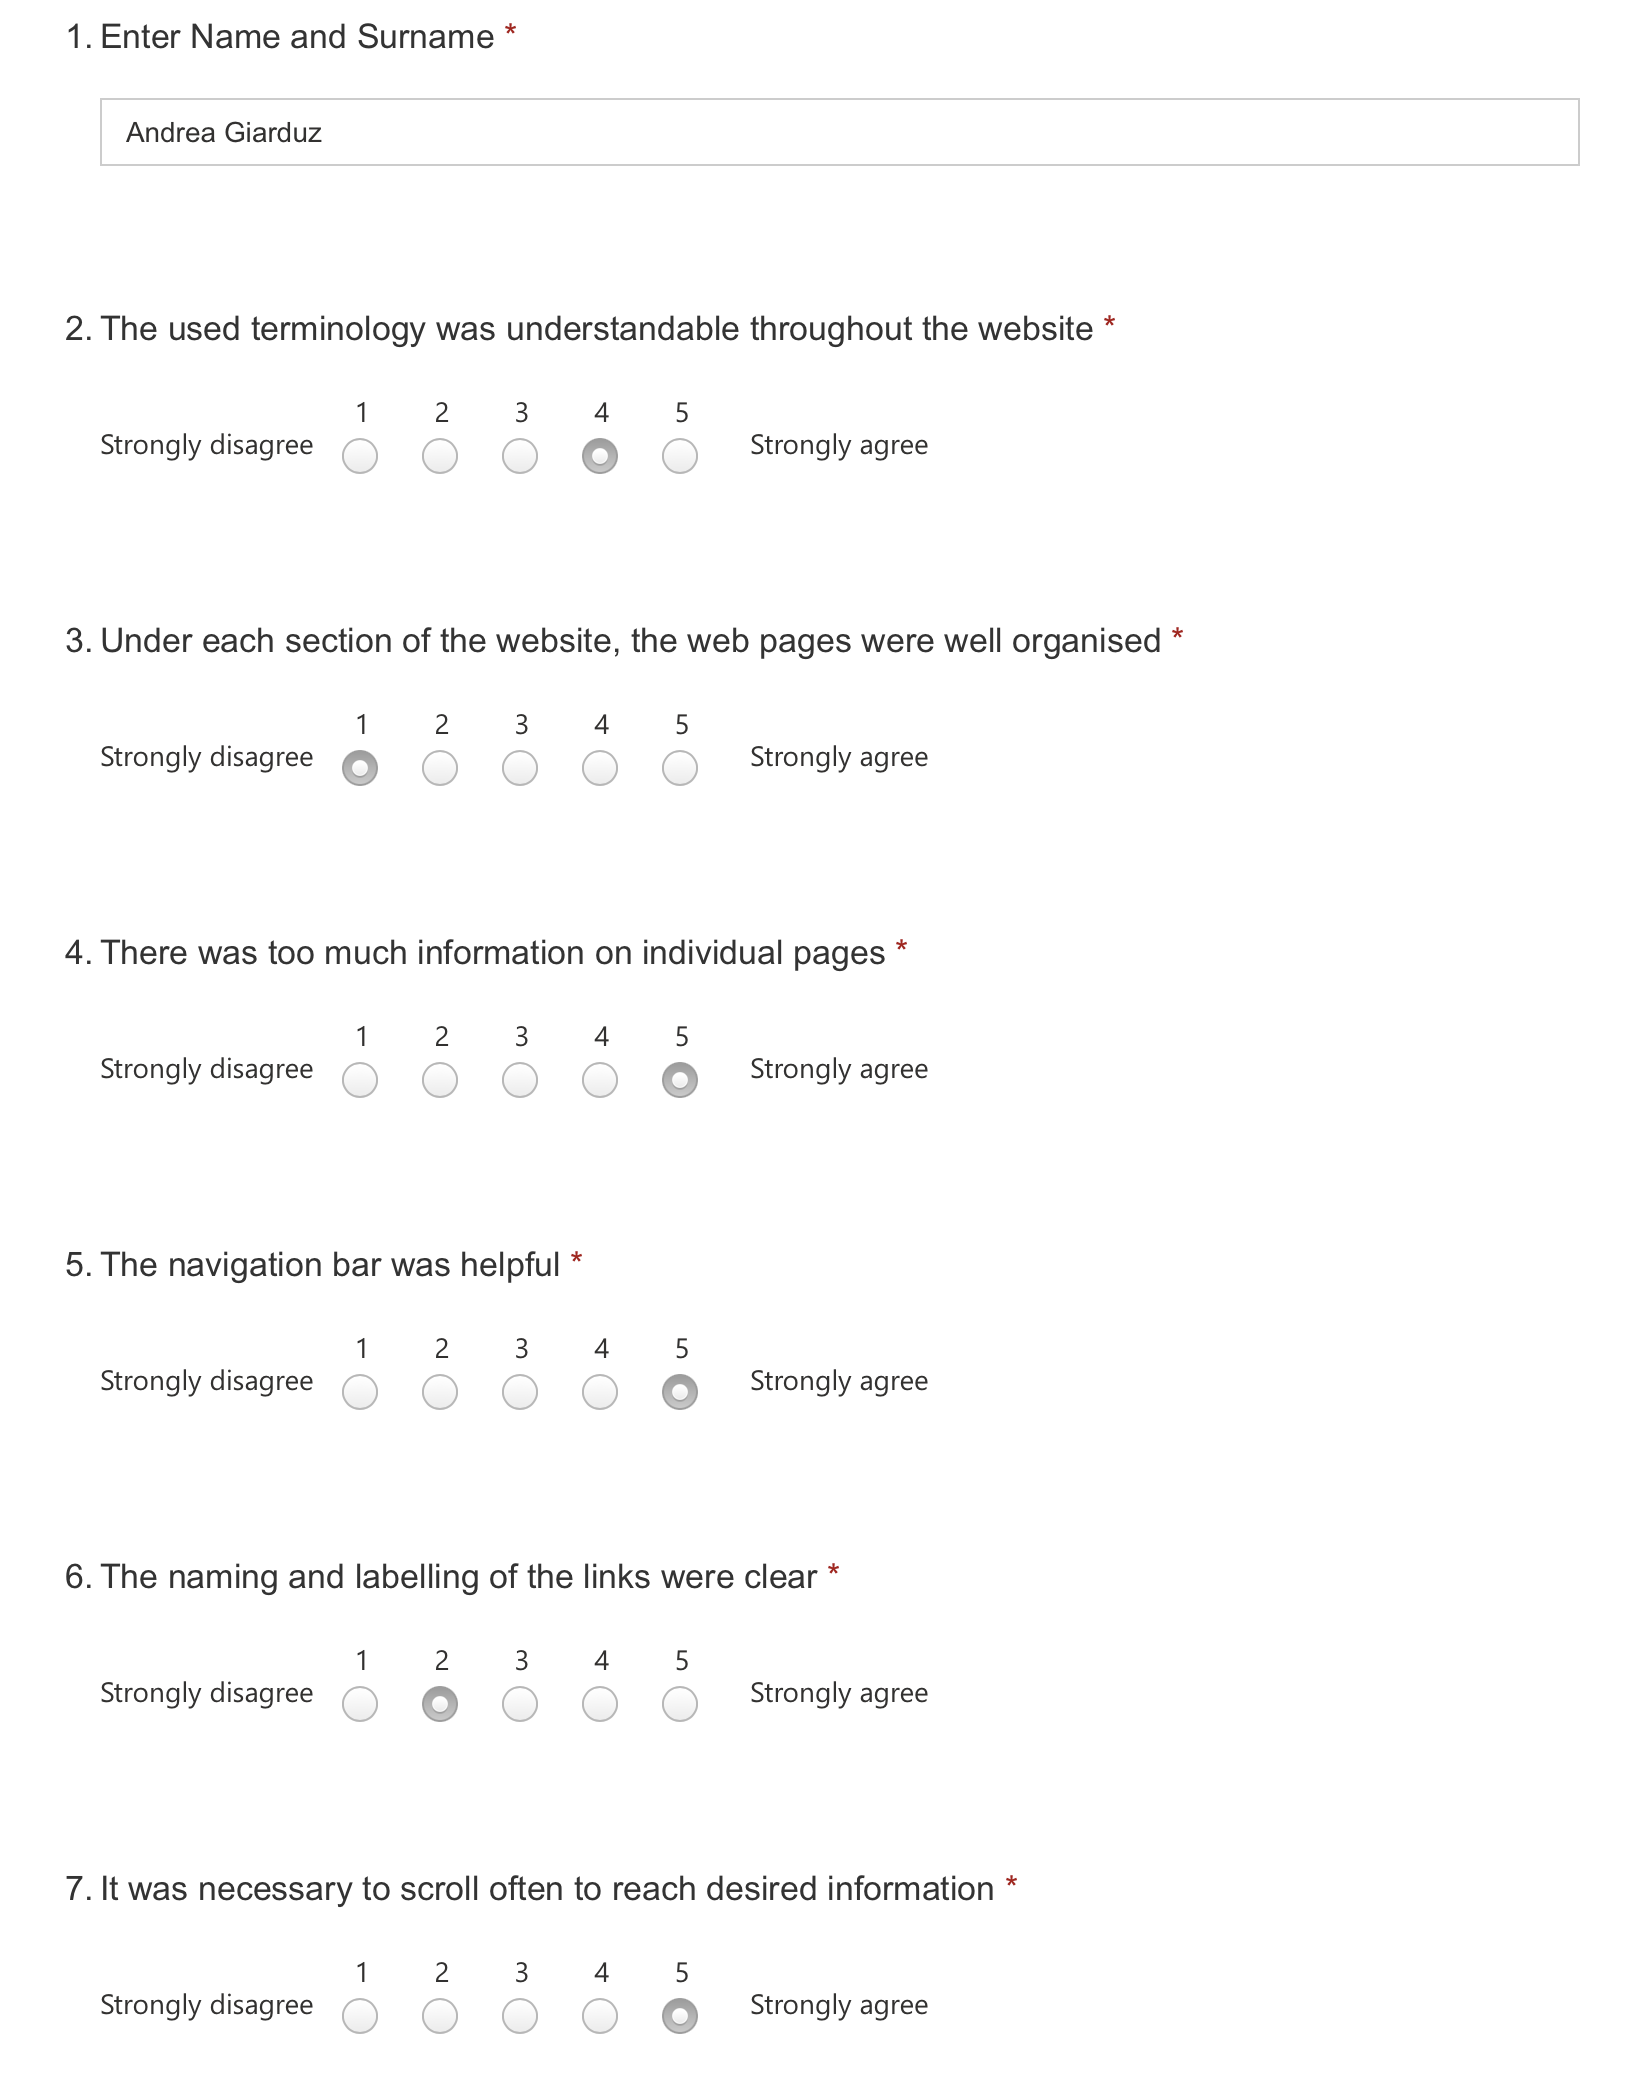 1. Enter Name and Surname *
Andrea Giarduz
2. The used terminology was understandable throughout the website *
1 2 3 4 5
Strongly disagree Strongly agree
3. Under each section of the website, the web pages were well organised *
1 2 3 4 5
Strongly disagree Strongly agree
4. There was too much information on individual pages *
1 2 3 4 5
Strongly disagree Strongly agree
5. The navigation bar was helpful *
1 2 3 4 5
Strongly disagree Strongly agree
6. The naming and labelling of the links were clear *
1 2 3 4 5
Strongly disagree Strongly agree
7. It was necessary to scroll often to reach desired information *
1 2 3 4 5
Strongly disagree Strongly agree